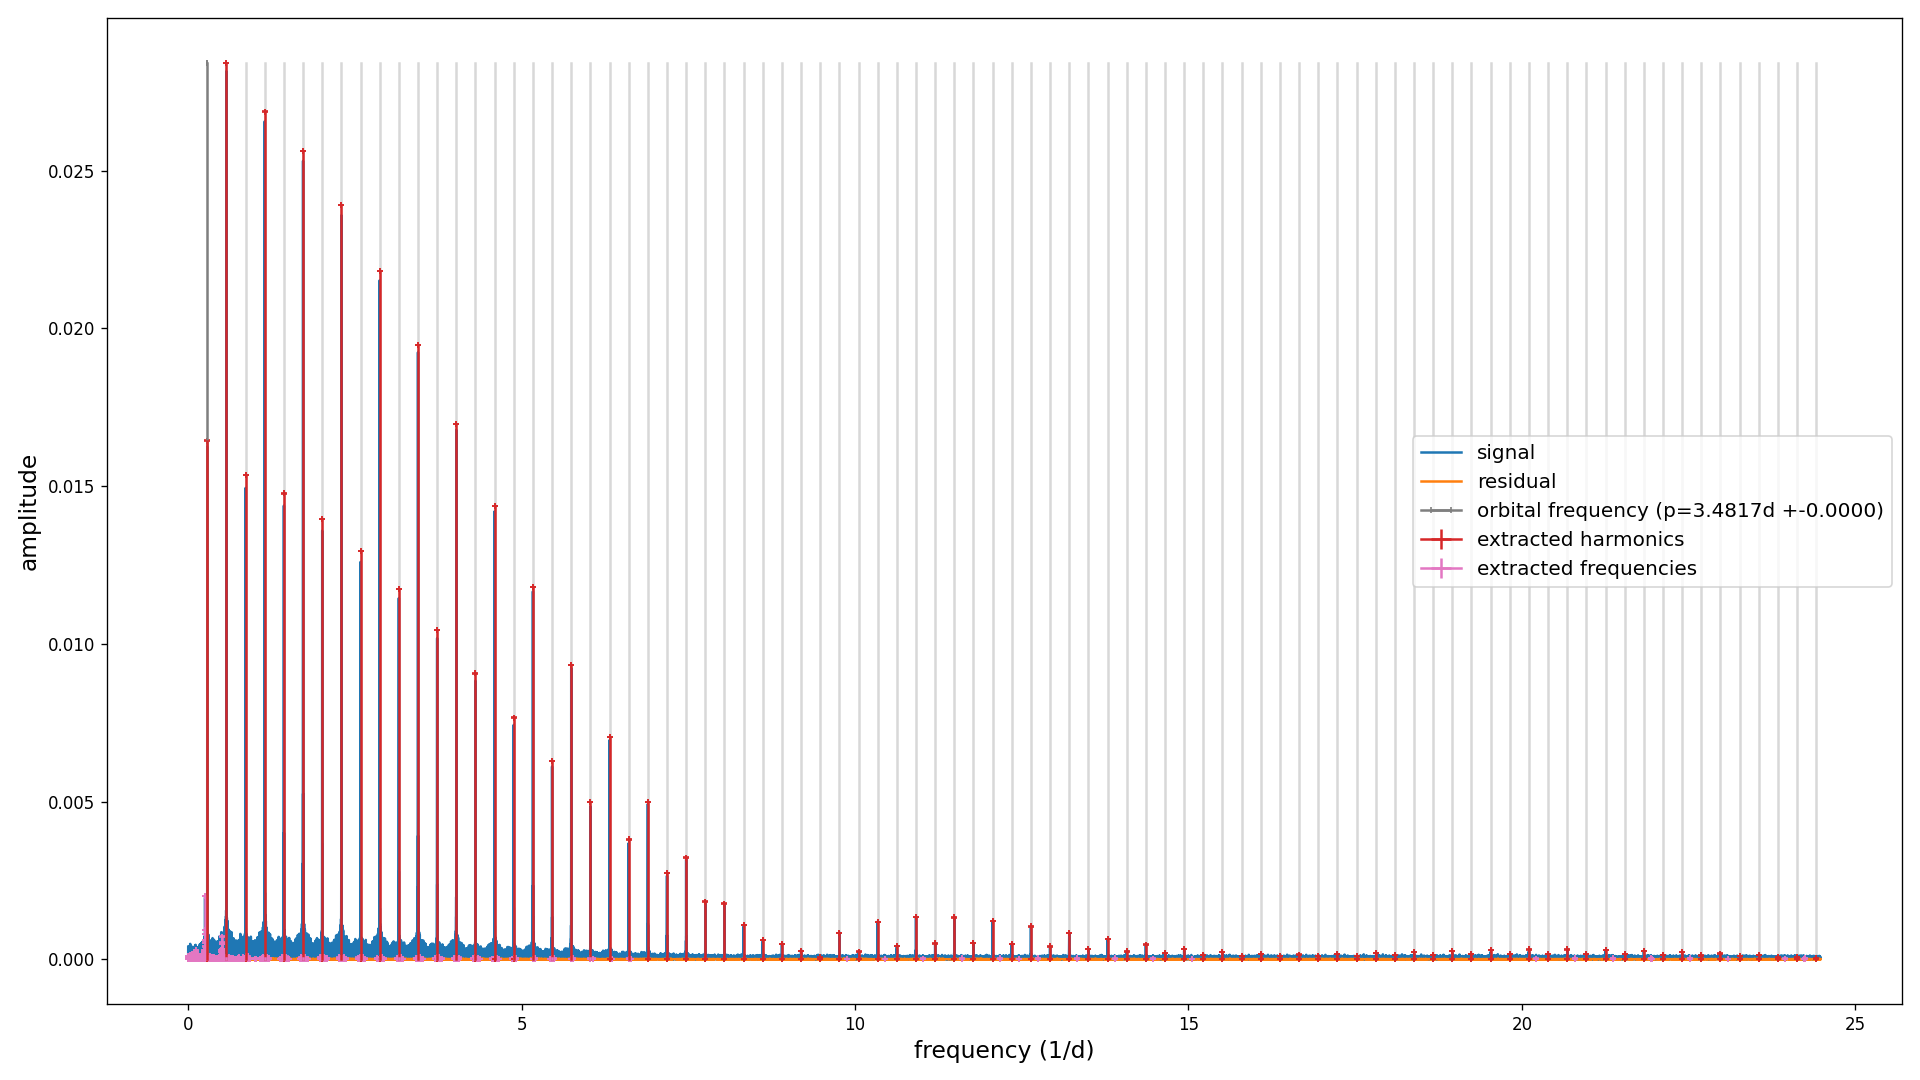 amplitude
0.025
0.020
0.015
0.010
0.005
0.000
signal
residual
orbital frequency (p=3.4817d +-0.0000)
extracted harmonics
extracted frequencies
0 5 10 15 20 25
frequency (1/d)